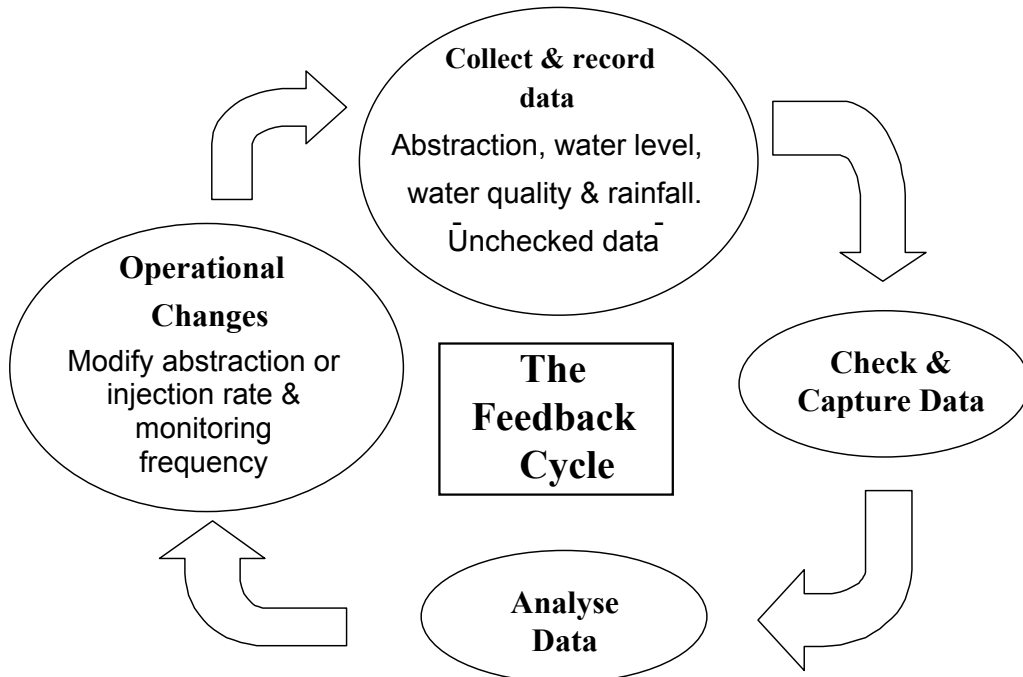 Collect & record
data
Abstraction, water level,
water quality & rainfall.
-Unchecked data-
Check &
Capture Data
Analyse
Data
Operational
Changes
Modify abstraction or
injection rate &
monitoring
frequency
The
Feedback
Cycle